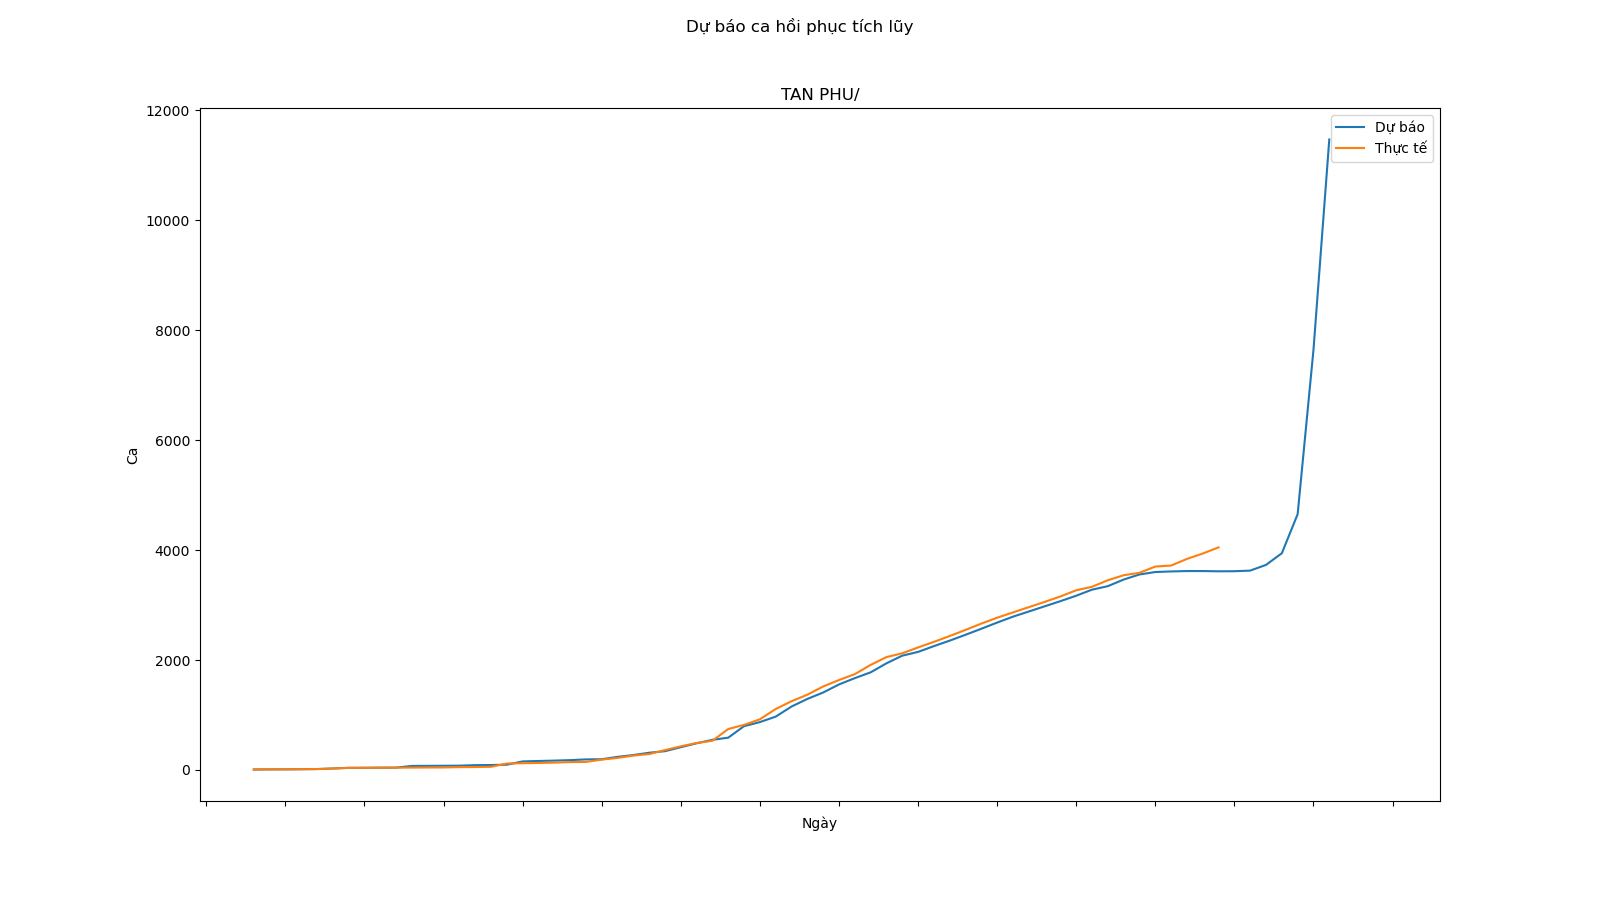 Dự báo ca hồi phục tích lũy
TAN PHU/
12000
10000
8000
6000
4000
2000
0
Ca
Ngày
Dự báo
Thực tế